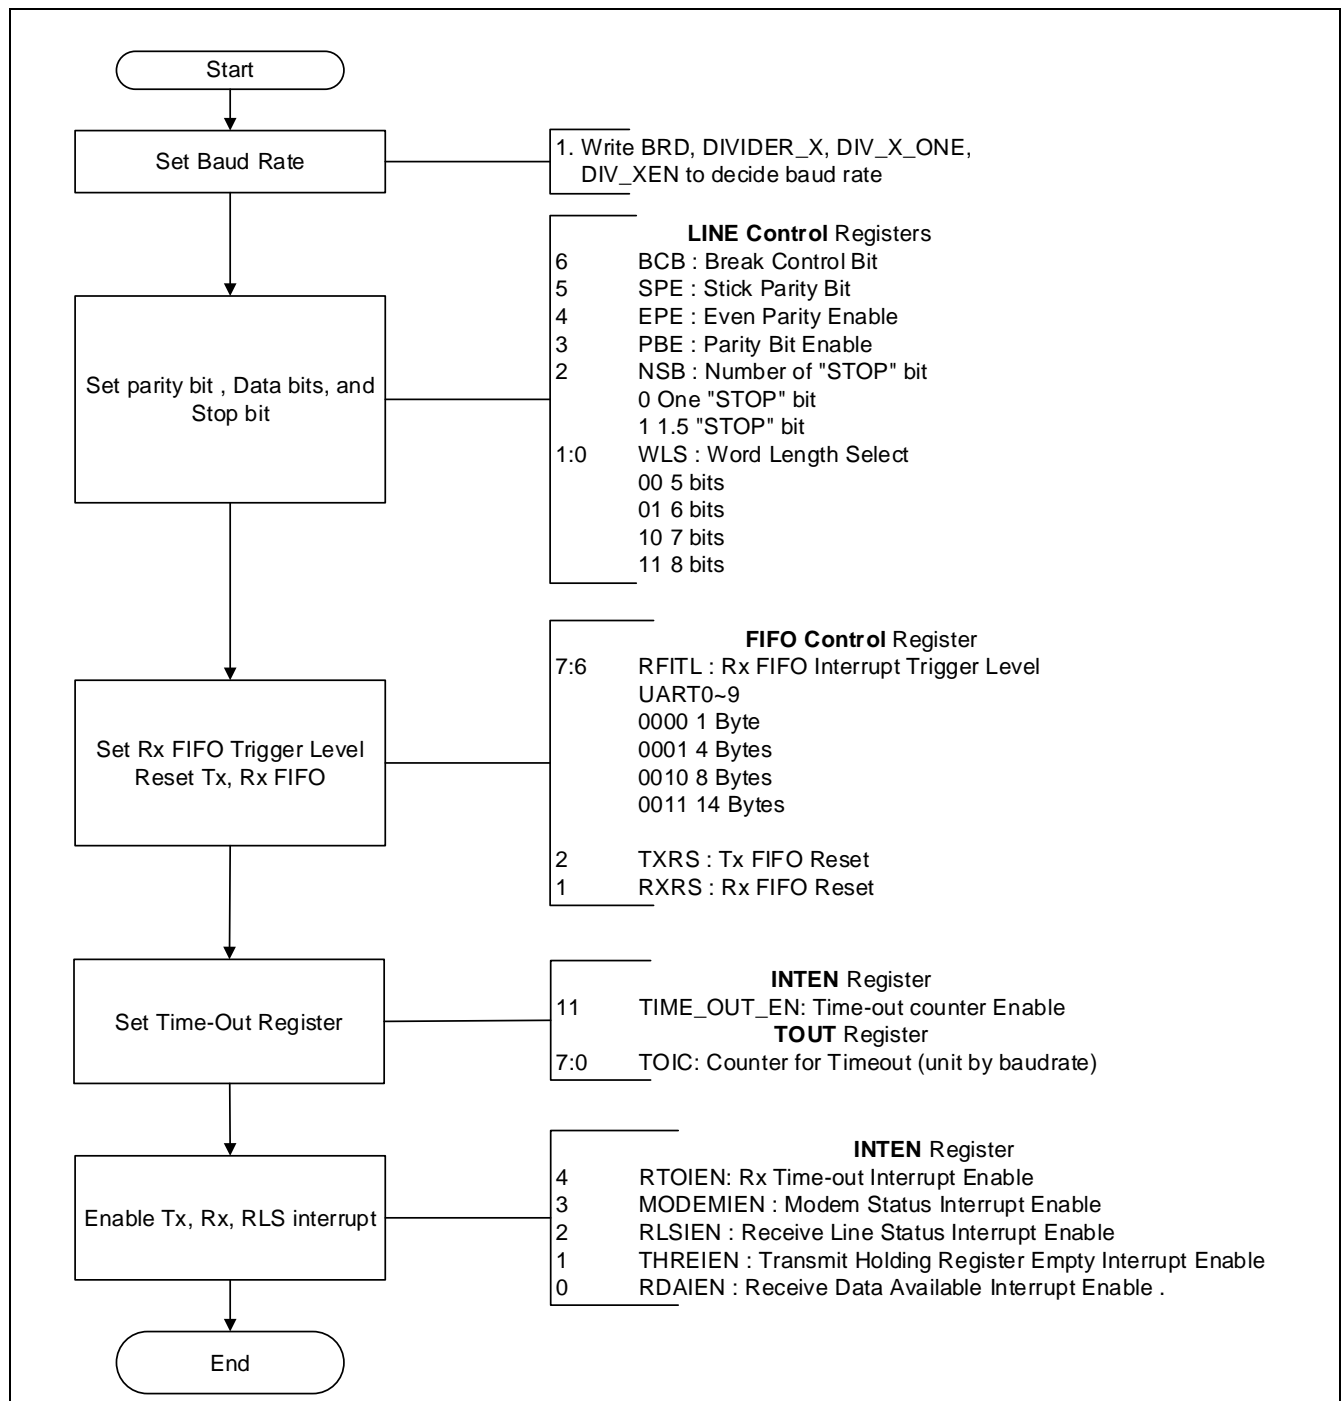 Start
Set Baud Rate
1. Write BRD, DIVIDER_X, DIV_X_ONE,
DIV_XEN to decide baud rate
Set parity bit , Data bits, and
Stop bit
LINE Control Registers
6 BCB : Break Control Bit
5 SPE : Stick Parity Bit
4 EPE : Even Parity Enable
3 PBE : Parity Bit Enable
2 NSB : Number of "STOP" bit
0 One "STOP" bit
1 1.5 "STOP" bit
1:0 WLS : Word Length Select
00 5 bits
01 6 bits
10 7 bits
11 8 bits
Set Rx FIFO Trigger Level
Reset Tx, Rx FIFO
FIFO Control Register
7:6 RFITL : Rx FIFO Interrupt Trigger Level
UART0~9
0000 1 Byte
0001 4 Bytes
0010 8 Bytes
0011 14 Bytes
2 TXRS : Tx FIFO Reset
1 RXRS : Rx FIFO Reset
Set Time-Out Register
INTEN Register
11 TIME_OUT_EN: Time-out counter Enable
TOUT Register
7:0 TOIC: Counter for Timeout (unit by baudrate)
Enable Tx, Rx, RLS interrupt
INTEN Register
4 RTOIEN: Rx Time-out Interrupt Enable
3 MODEMIEN : Modem Status Interrupt Enable
2 RLSIEN : Receive Line Status Interrupt Enable
1 THREIEN : Transmit Holding Register Empty Interrupt Enable
0 RDAIEN : Receive Data Available Interrupt Enable .
End